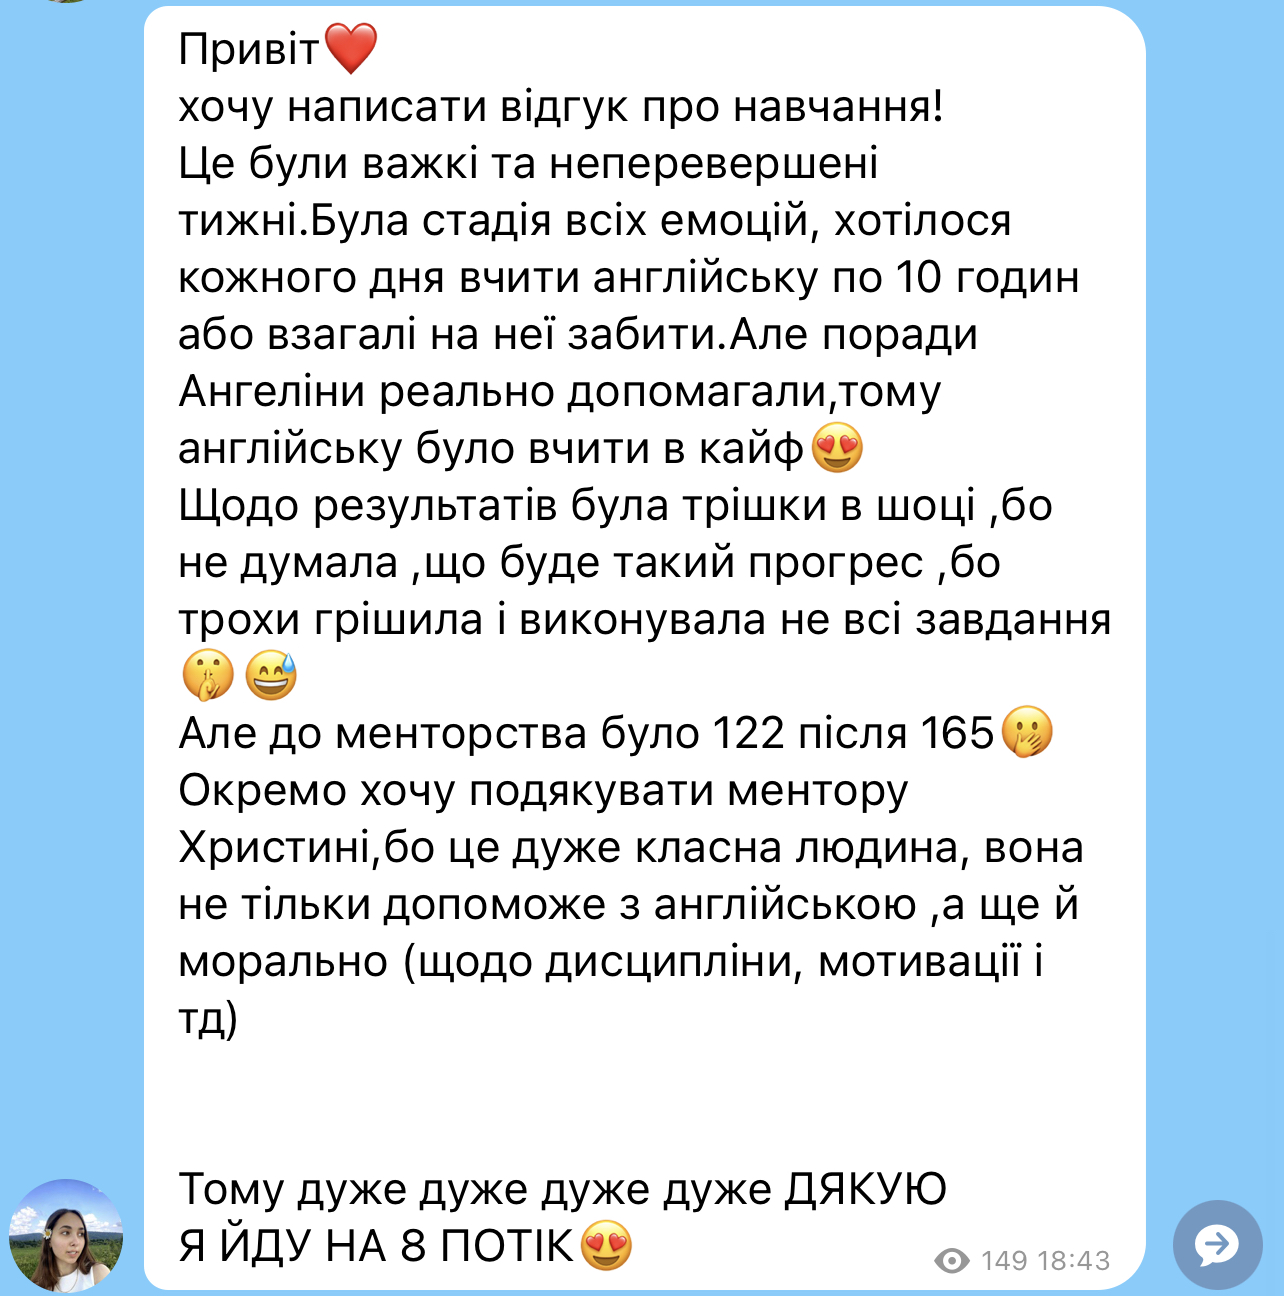 Привіт❤️
хочу написати відгук про навчання!
Це були важкі та неперевершені
тижні.Була стадія всіх емоцій, хотілося
кожного дня вчити англійську по 10 годин
або взагалі на неї забити.Але поради
Ангеліни реально допомагали,тому
англійську було вчити в кайф😍
Щодо результатів була трішки в шоці ,бо
не думала ,що буде такий прогрес ,бо
трохи грішила і виконувала не всі завдання
🤫😅
Але до менторства було 122 після 165🫢
Окремо хочу подякувати ментору
Христині,бо це дуже класна людина, вона
не тільки допоможе з англійською ,а ще й
морально (щодо дисципліни, мотивації і
тд)
Тому дуже дуже дуже дуже ДЯКУЮ
Я ЙДУ НА 8 ПОТІК😍
149 18:43